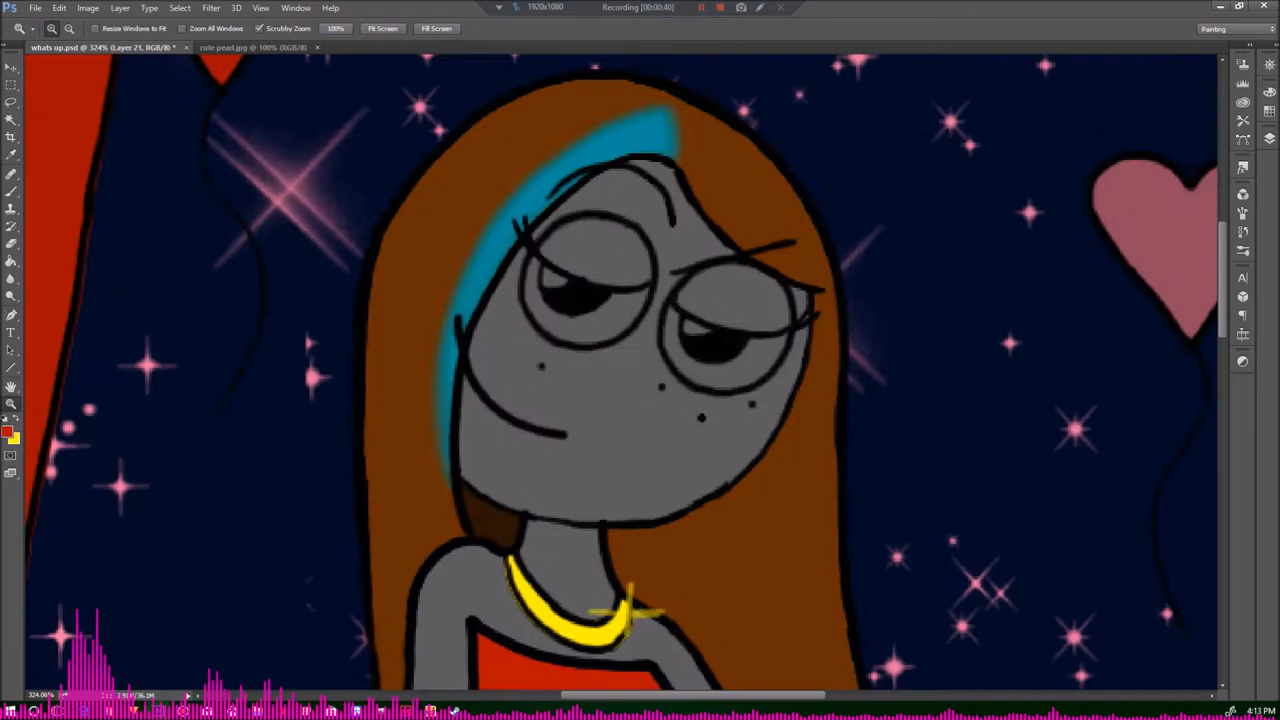 Ps File Edit Image Layer Type Select Filter 3D View Window Help
1920x1080 Recording [00:00:40]
Resize Windows to Fit Zoom All Windows Scrubby Zoom 100% Fit Screen Fill Screen Painting
whats up.psd @ 324% (Layer 21, RGB/8) * × cute pearl.jpg @ 100% (RGB/8) ×
4:13 PM